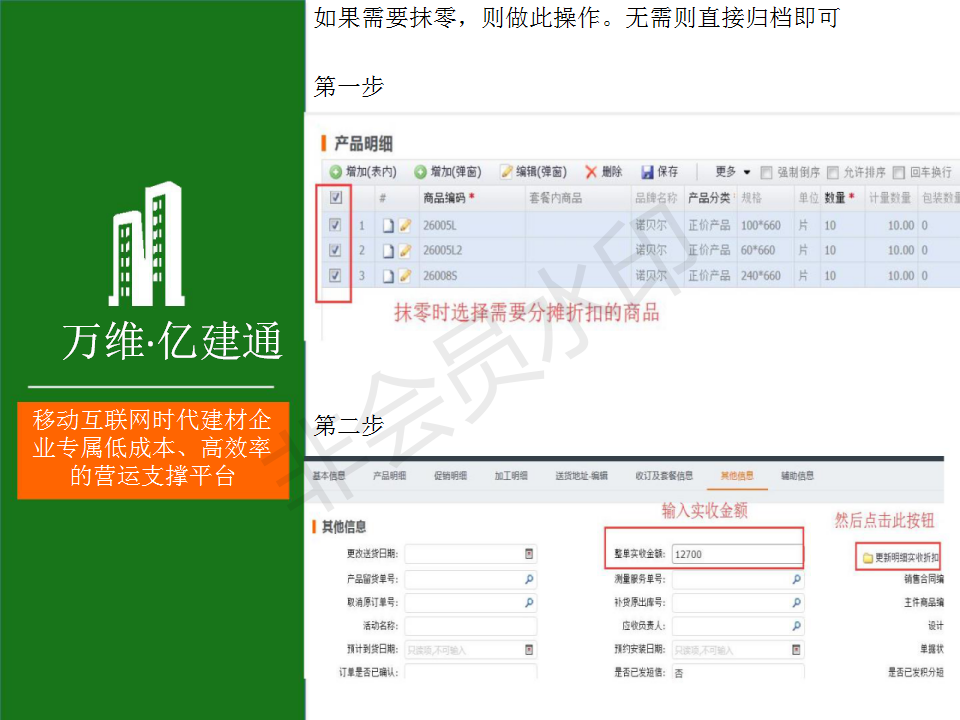 如果需要抹零，则做此操作。无需则直接归档即可
第一步
产品明细
增加(表内) 增加(弹窗) 编辑(弹窗) 删除 保存 更多 强制倒序 允许排序 回车换行
# 商品编码* 套餐内商品 品牌名称 产品分类 规格 单位 数量* 计量数量 包装数量
1 26005L 诺贝尔 正价产品 100*660 片 10 10.00 0
2 26005L2 诺贝尔 正价产品 60*660 片 10 10.00 0
3 26008S 诺贝尔 正价产品 240*660 片 10 10.00 0
抹零时选择需要分摊折扣的商品
万维·亿建通
移动互联网时代建材企
业专属低成本、高效率
的营运支撑平台
非会员水印
第二步
基本信息 产品明细 促销明细 加工明细 送货地址-编辑 收订及套餐信息 其他信息 辅助信息
输入实收金额
然后点击此按钮
其他信息
更改送货日期: 整单实收金额: 12700 更新明细实收折扣
产品留货单号: 测量服务单号: 销售合同编
取消原订单号: 补货原出库号: 主件商品编
活动名称: 应收负责人: 设计
预计到货日期: 只读项,不可输入 预约安装日期: 只读项,不可输入 单据状
订单是否已确认: 是否已发短信: 否 是否已发积分短